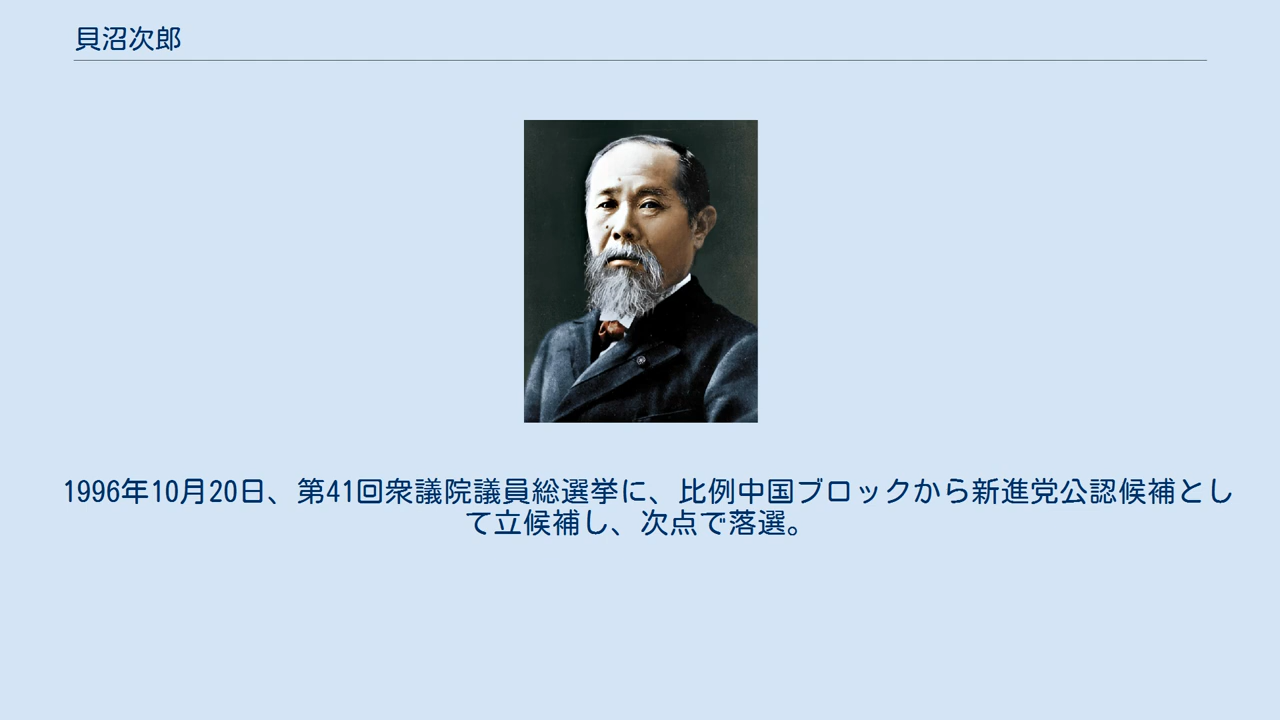 貝沼次郎
1996年10月20日、第41回衆議院議員総選挙に、比例中国ブロックから新進党公認候補とし
て立候補し、次点で落選。